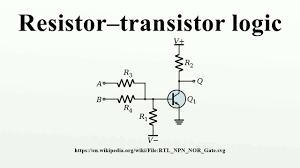 Resistor–transistor logic
V+
R2
R3
A
Q
B
Q1
R4
R1
V−
https://en.wikipedia.org/wiki/File:RTL_NPN_NOR_Gate.svg